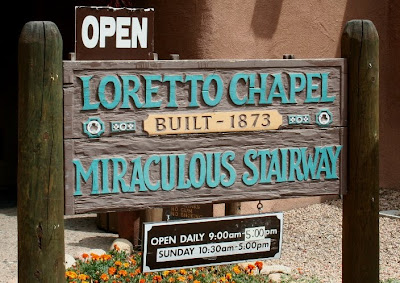 OPEN
LORETTO CHAPEL
BUILT - 1873
MIRACULOUS STAIRWAY
OPEN DAILY 9:00am-5:00pm
SUNDAY 10:30am-5:00pm